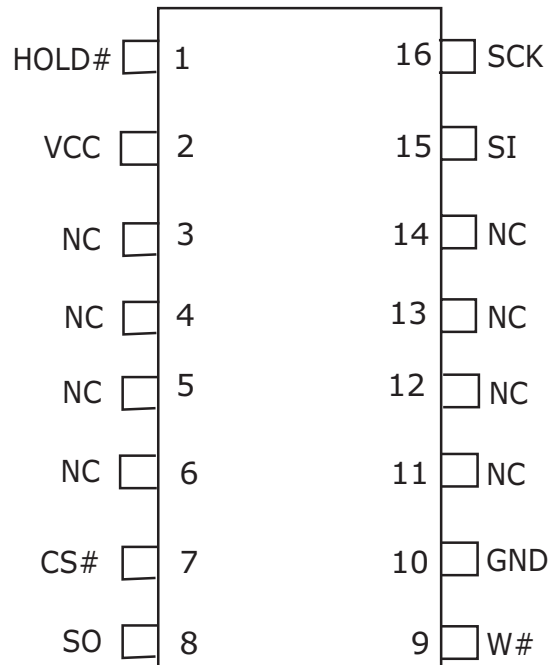 HOLD# 1 16 SCK
VCC 2 15 SI
NC 3 14 NC
NC 4 13 NC
NC 5 12 NC
NC 6 11 NC
CS# 7 10 GND
SO 8 9 W#